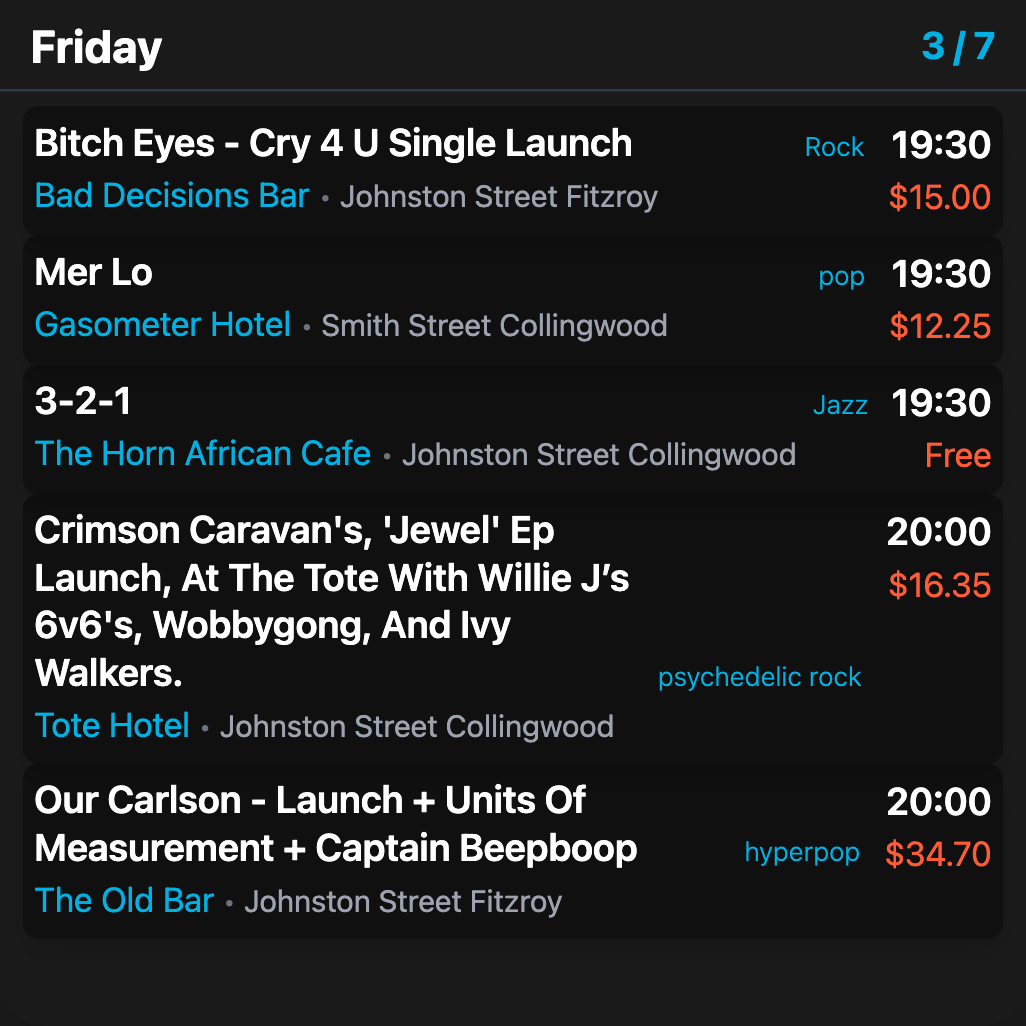 Friday 3 / 7
Bitch Eyes - Cry 4 U Single Launch Rock 19:30
Bad Decisions Bar • Johnston Street Fitzroy $15.00
Mer Lo pop 19:30
Gasometer Hotel • Smith Street Collingwood $12.25
3-2-1 Jazz 19:30
The Horn African Cafe • Johnston Street Collingwood Free
Crimson Caravan's, 'Jewel' Ep 20:00
Launch, At The Tote With Willie J’s $16.35
6v6's, Wobbygong, And Ivy
Walkers. psychedelic rock
Tote Hotel • Johnston Street Collingwood
Our Carlson - Launch + Units Of 20:00
Measurement + Captain Beepboop hyperpop $34.70
The Old Bar • Johnston Street Fitzroy